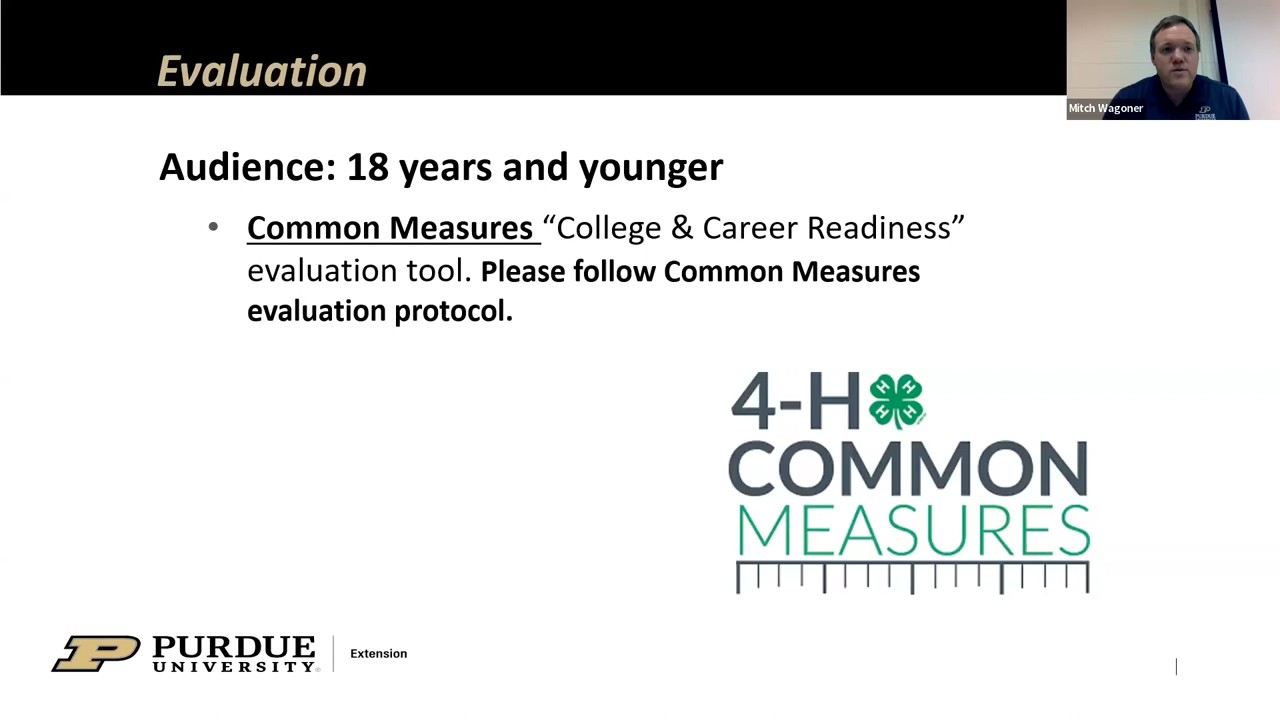 Evaluation
Mitch Wagoner
Audience: 18 years and younger
• Common Measures “College & Career Readiness”
evaluation tool. Please follow Common Measures
evaluation protocol.
4-H
H H H H
COMMON
MEASURES
P PURDUE
UNIVERSITY®
Extension